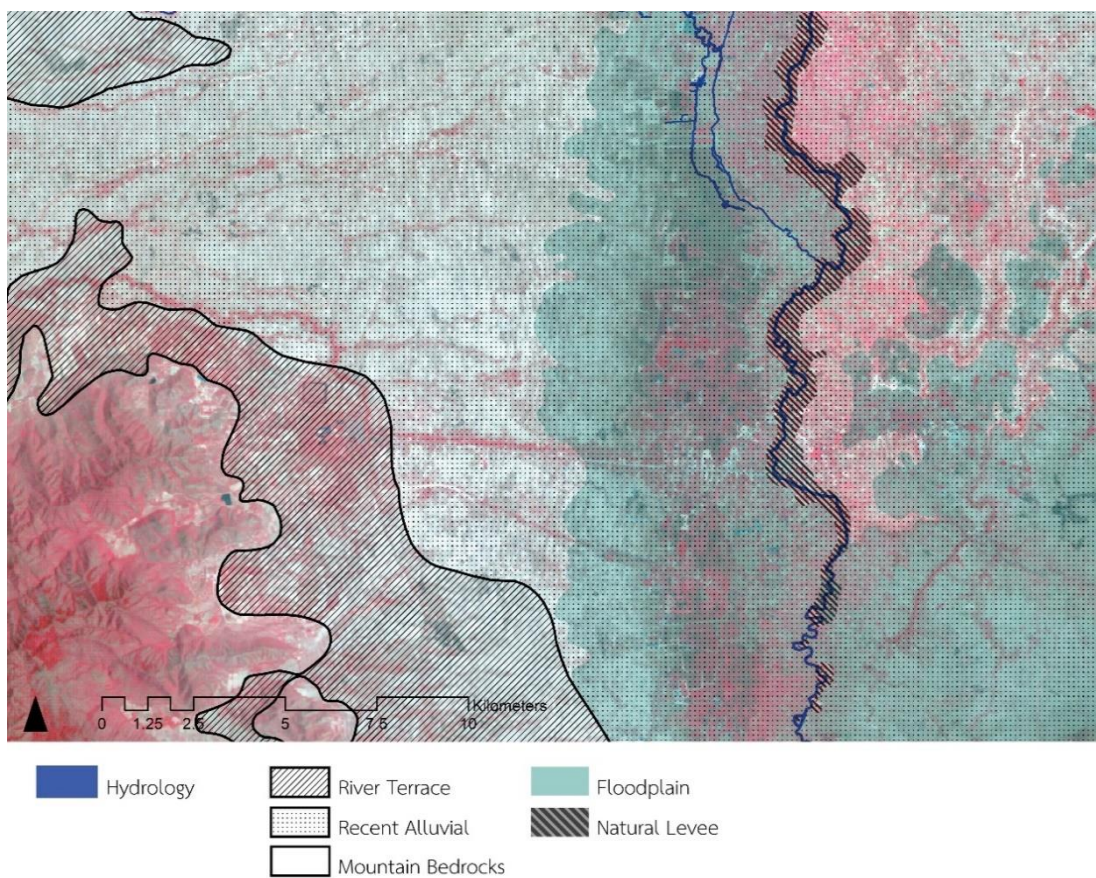 Kilometers
0 1.25 2.5 5 7.5 10
Hydrology
River Terrace
Floodplain
Recent Alluvial
Natural Levee
Mountain Bedrocks